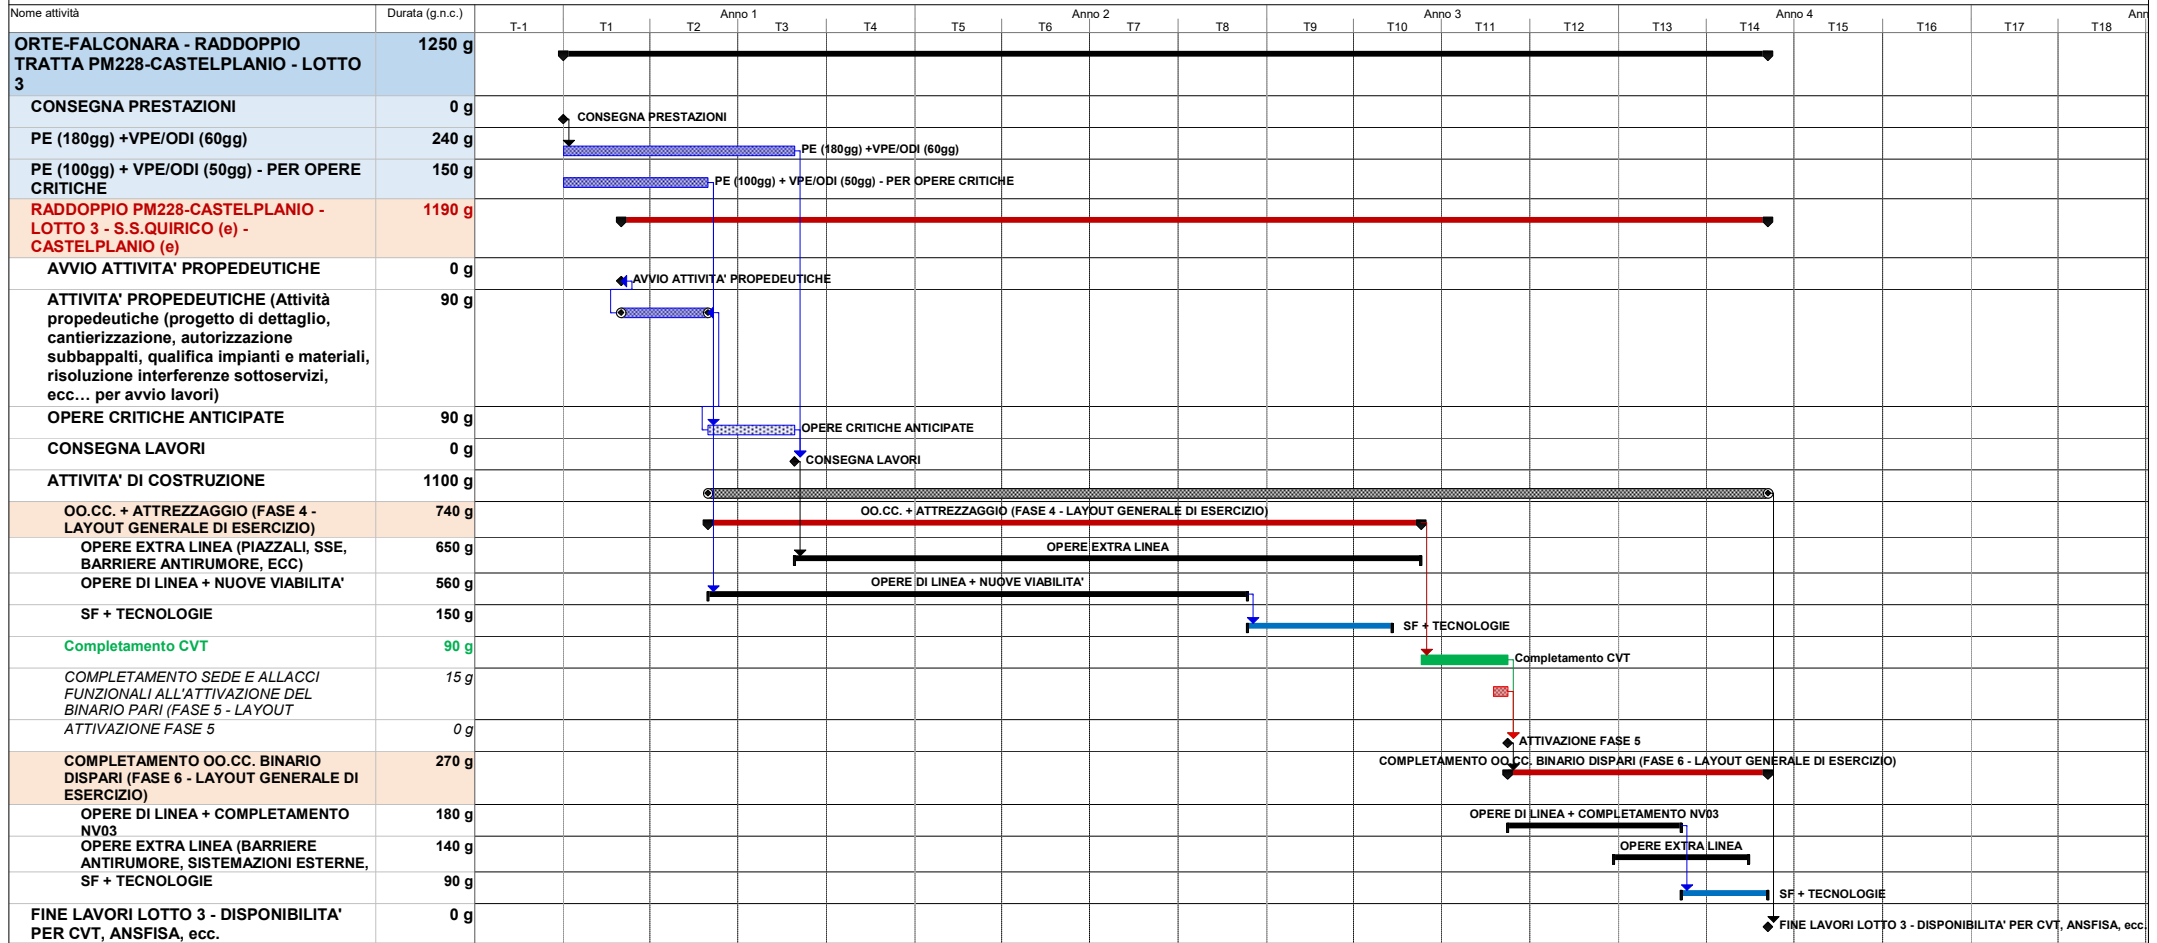 Nome attività Durata (g.n.c.) Anno 1 Anno 2 Anno 3 Anno 4 Ann
T-1 T1 T2 T3 T4 T5 T6 T7 T8 T9 T10 T11 T12 T13 T14 T15 T16 T17 T18
ORTE-FALCONARA - RADDOPPIO 1250 g
TRATTA PM228-CASTELPLANIO - LOTTO
3
CONSEGNA PRESTAZIONI 0 g
CONSEGNA PRESTAZIONI
PE (180gg) +VPE/ODI (60gg) 240 g
PE (180gg) +VPE/ODI (60gg)
PE (100gg) + VPE/ODI (50gg) - PER OPERE 150 g
CRITICHE
PE (100gg) + VPE/ODI (50gg) - PER OPERE CRITICHE
RADDOPPIO PM228-CASTELPLANIO - 1190 g
LOTTO 3 - S.S.QUIRICO (e) -
CASTELPLANIO (e)
AVVIO ATTIVITA' PROPEDEUTICHE 0 g
AVVIO ATTIVITA' PROPEDEUTICHE
ATTIVITA' PROPEDEUTICHE (Attività 90 g
propedeutiche (progetto di dettaglio,
cantierizzazione, autorizzazione
subbappalti, qualifica impianti e materiali,
risoluzione interferenze sottoservizi,
ecc... per avvio lavori)
OPERE CRITICHE ANTICIPATE 90 g
OPERE CRITICHE ANTICIPATE
CONSEGNA LAVORI 0 g
CONSEGNA LAVORI
ATTIVITA' DI COSTRUZIONE 1100 g
OO.CC. + ATTREZZAGGIO (FASE 4 - 740 g
LAYOUT GENERALE DI ESERCIZIO)
OO.CC. + ATTREZZAGGIO (FASE 4 - LAYOUT GENERALE DI ESERCIZIO)
OPERE EXTRA LINEA (PIAZZALI, SSE, 650 g
BARRIERE ANTIRUMORE, ECC)
OPERE EXTRA LINEA
OPERE DI LINEA + NUOVE VIABILITA' 560 g
OPERE DI LINEA + NUOVE VIABILITA'
SF + TECNOLOGIE 150 g
SF + TECNOLOGIE
Completamento CVT 90 g
Completamento CVT
COMPLETAMENTO SEDE E ALLACCI 15 g
FUNZIONALI ALL'ATTIVAZIONE DEL
BINARIO PARI (FASE 5 - LAYOUT
ATTIVAZIONE FASE 5 0 g
ATTIVAZIONE FASE 5
COMPLETAMENTO OO.CC. BINARIO 270 g
DISPARI (FASE 6 - LAYOUT GENERALE DI
ESERCIZIO)
COMPLETAMENTO OO.CC. BINARIO DISPARI (FASE 6 - LAYOUT GENERALE DI ESERCIZIO)
OPERE DI LINEA + COMPLETAMENTO 180 g
NV03
OPERE DI LINEA + COMPLETAMENTO NV03
OPERE EXTRA LINEA (BARRIERE 140 g
ANTIRUMORE, SISTEMAZIONI ESTERNE,
OPERE EXTRA LINEA
SF + TECNOLOGIE 90 g
SF + TECNOLOGIE
FINE LAVORI LOTTO 3 - DISPONIBILITA' 0 g
PER CVT, ANSFISA, ecc.
FINE LAVORI LOTTO 3 - DISPONIBILITA' PER CVT, ANSFISA, ecc.